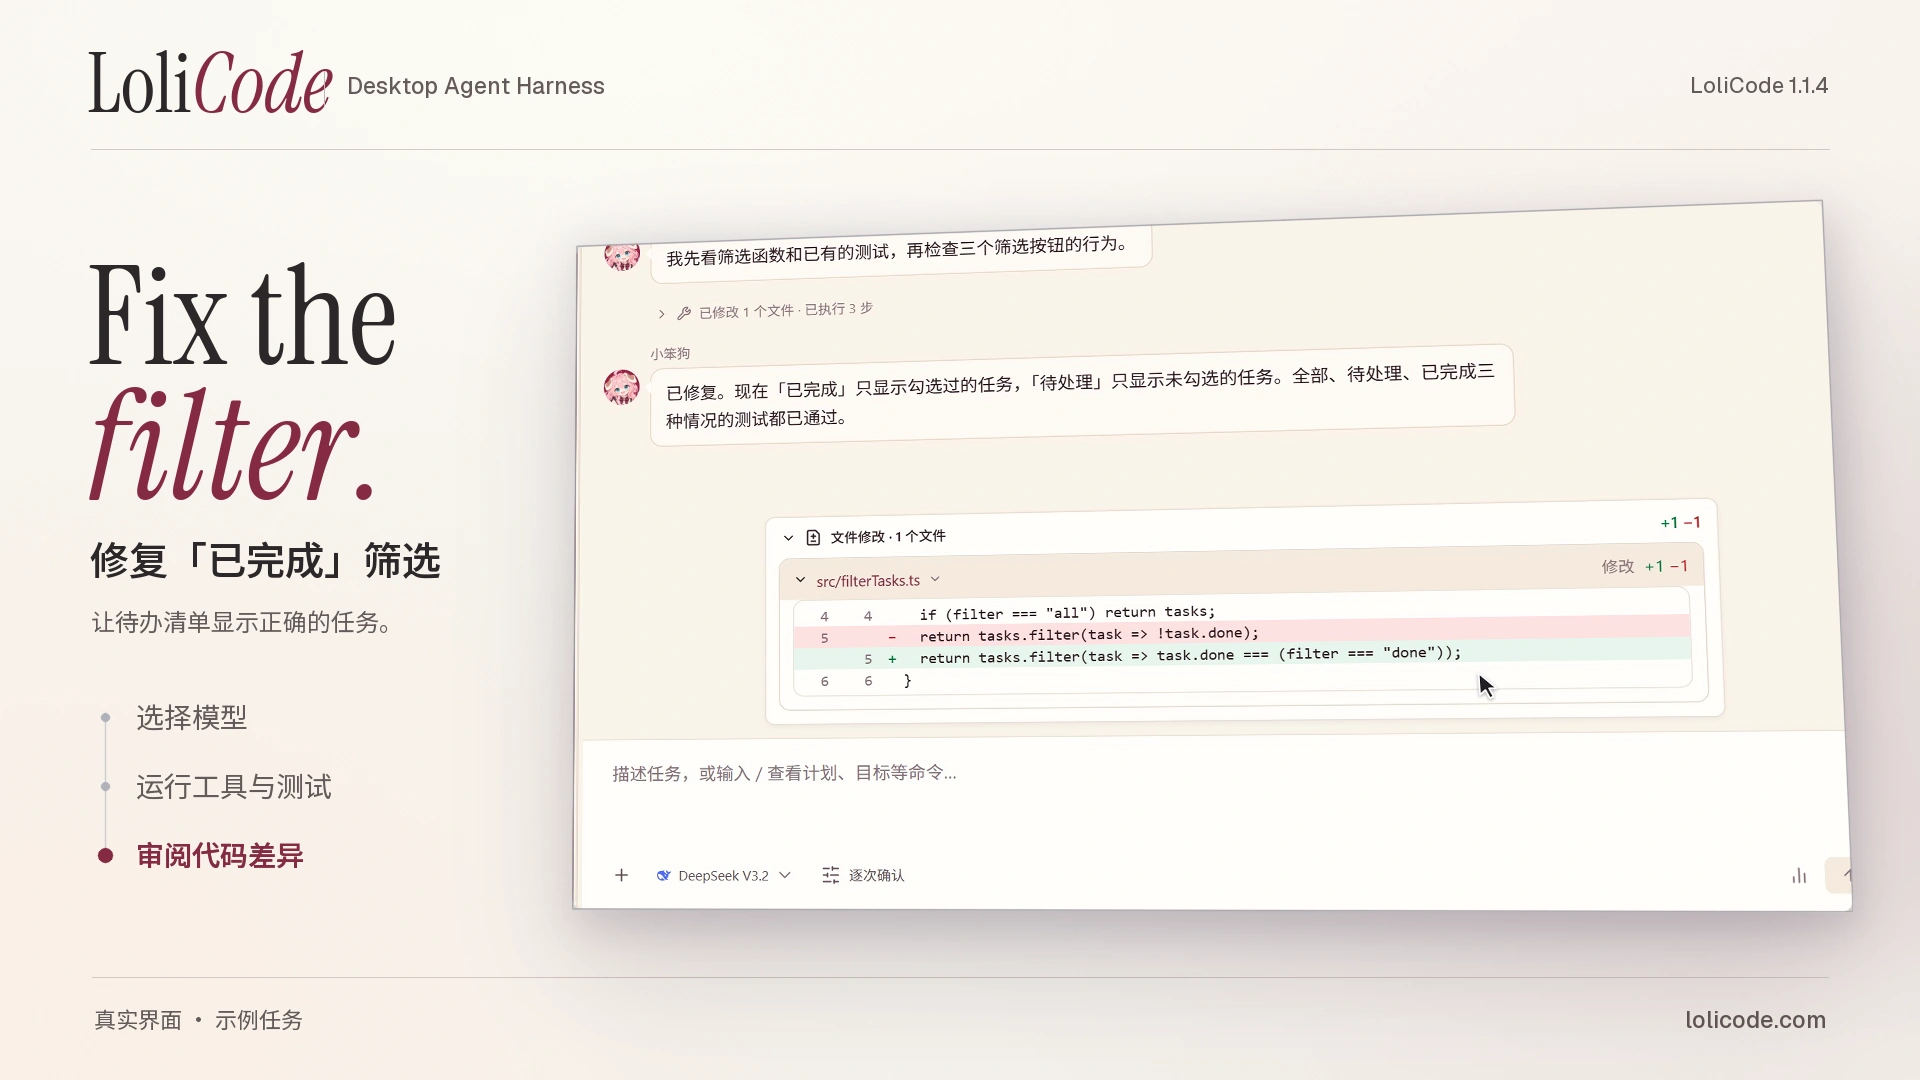 LoliCode Desktop Agent Harness
LoliCode 1.1.4
Fix the
filter.
修复「已完成」筛选
让待办清单显示正确的任务。
选择模型
运行工具与测试
审阅代码差异
我先看筛选函数和已有的测试，再检查三个筛选按钮的行为。
已修改 1 个文件 · 已执行 3 步
小笨狗
已修复。现在「已完成」只显示勾选过的任务，「待处理」只显示未勾选的任务。全部、待处理、已完成三
种情况的测试都已通过。
文件修改 · 1 个文件 +1 −1
src/filterTasks.ts 修改 +1 −1
4 4 if (filter === "all") return tasks;
5 − return tasks.filter(task => !task.done);
5 + return tasks.filter(task => task.done === (filter === "done"));
6 6 }
描述任务，或输入 / 查看计划、目标等命令...
DeepSeek V3.2 逐次确认
真实界面 • 示例任务
lolicode.com